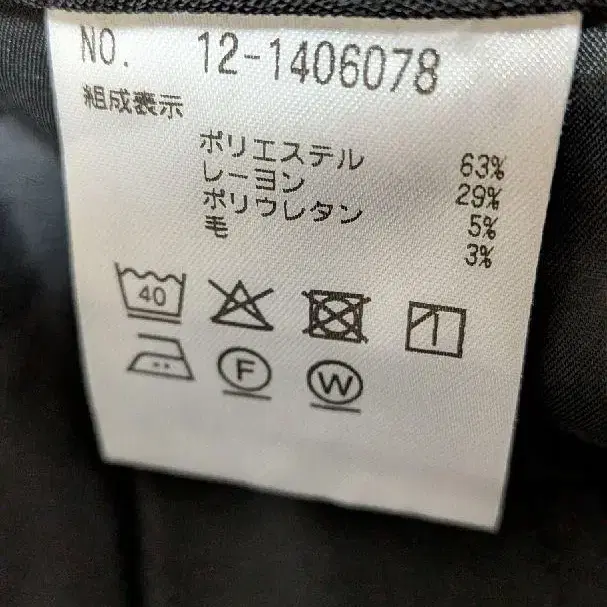 NO. 12-1406078
組成表示
ポリエステル 63%
レーヨン 29%
ポリウレタン 5%
毛 3%
40
F W